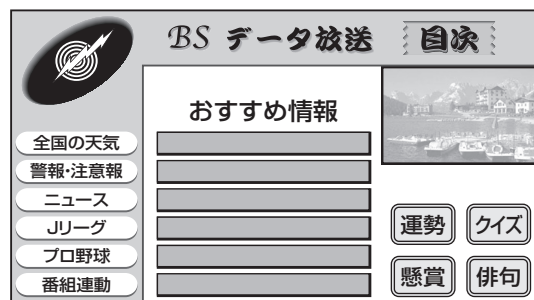 BS データ放送 目次
おすすめ情報
全国の天気
警報・注意報
ニュース
Jリーグ
プロ野球
番組連動
運勢 クイズ
懸賞 俳句